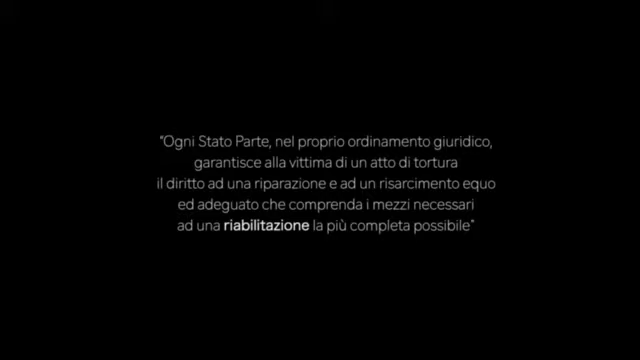 "Ogni Stato Parte, nel proprio ordinamento giuridico,
garantisce alla vittima di un atto di tortura
il diritto ad una riparazione e ad un risarcimento equo
ed adeguato che comprenda i mezzi necessari
ad una riabilitazione la più completa possibile"